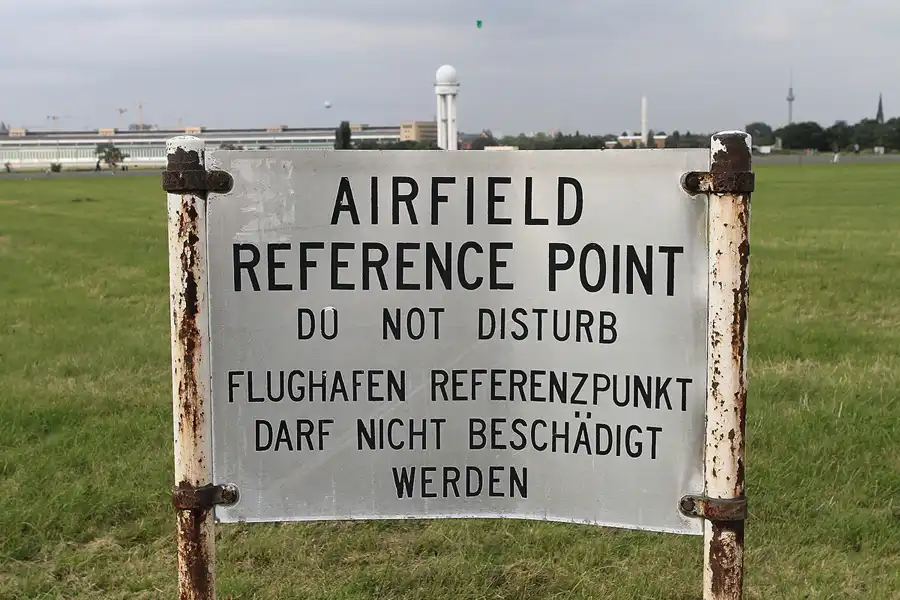 AIRFIELD
REFERENCE POINT
DO NOT DISTURB
FLUGHAFEN REFERENZPUNKT
DARF NICHT BESCHÄDIGT
WERDEN